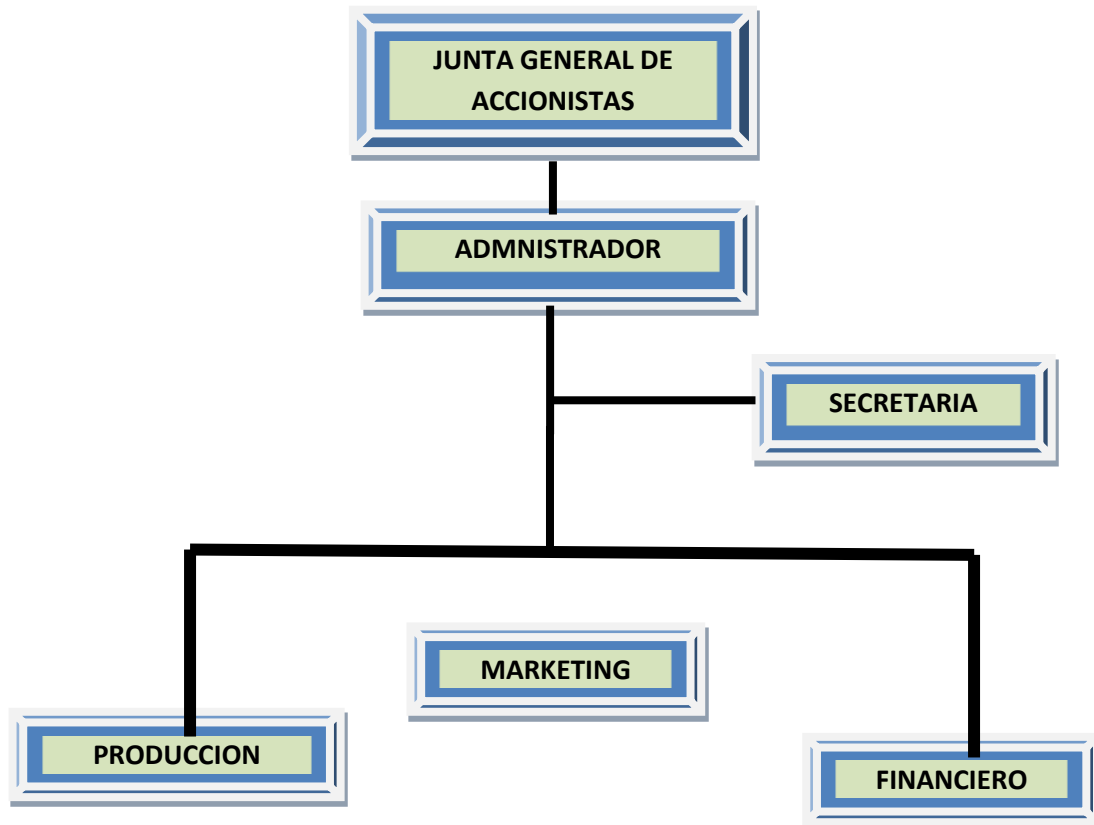 JUNTA GENERAL DE
ACCIONISTAS
ADMNISTRADOR
SECRETARIA
MARKETING
PRODUCCION
FINANCIERO